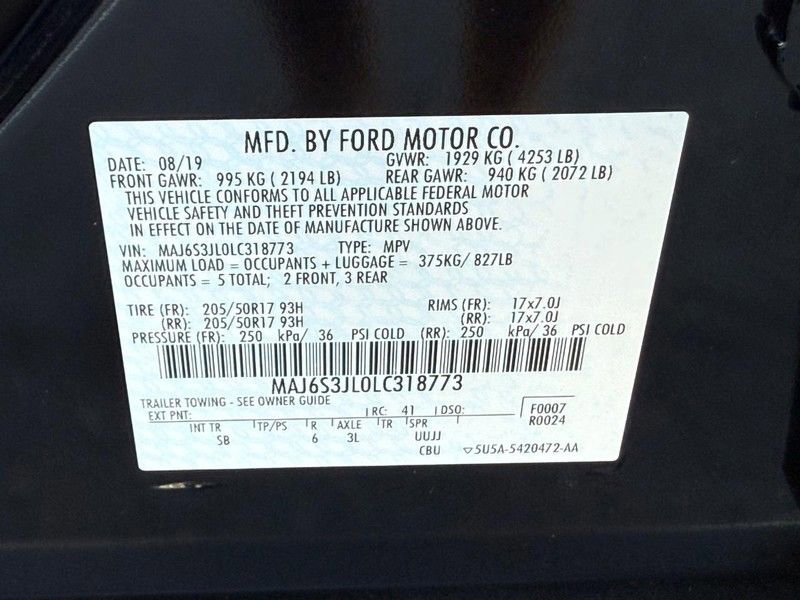 MFD. BY FORD MOTOR CO.
DATE: 08/19 GVWR: 1929 KG ( 4253 LB)
FRONT GAWR: 995 KG ( 2194 LB) REAR GAWR: 940 KG ( 2072 LB)
THIS VEHICLE CONFORMS TO ALL APPLICABLE FEDERAL MOTOR
VEHICLE SAFETY AND THEFT PREVENTION STANDARDS
IN EFFECT ON THE DATE OF MANUFACTURE SHOWN ABOVE.
VIN: MAJ6S3JL0LC318773 TYPE: MPV
MAXIMUM LOAD = OCCUPANTS + LUGGAGE = 375KG/ 827LB
OCCUPANTS = 5 TOTAL; 2 FRONT, 3 REAR
TIRE (FR): 205/50R17 93H RIMS (FR): 17x7.0J
(RR): 205/50R17 93H (RR): 17x7.0J
PRESSURE (FR): 250 kPa/ 36 PSI COLD (RR): 250 kPa/ 36 PSI COLD
MAJ6S3JL0LC318773
TRAILER TOWING - SEE OWNER GUIDE
EXT PNT: RC: 41 DSO: F0007
INT TR TP/PS R AXLE TR SPR R0024
SB 6 3L UUJJ
CBU ▽5U5A-5420472-AA